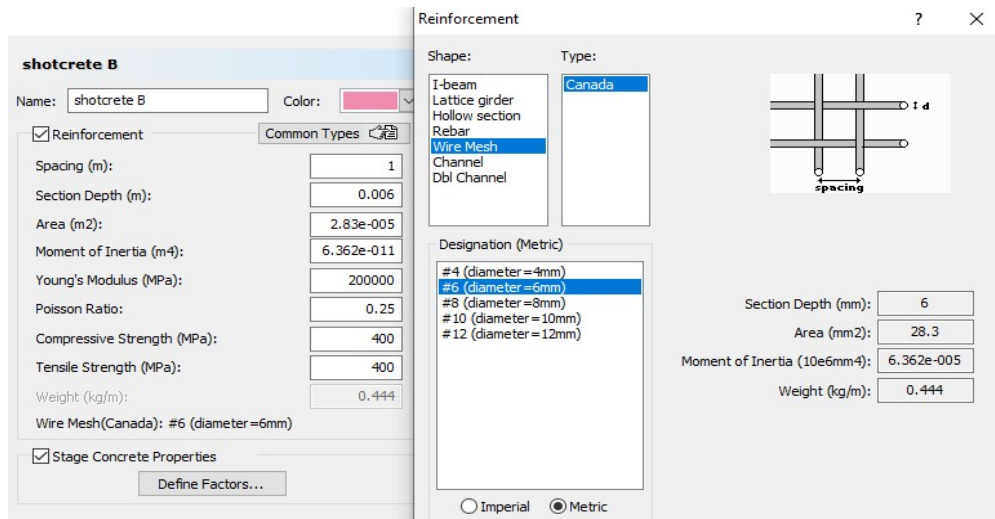 shotcrete B
Name: shotcrete B Color:
Reinforcement Common Types
Spacing (m): 1
Section Depth (m): 0.006
Area (m2): 2.83e-005
Moment of Inertia (m4): 6.362e-011
Young's Modulus (MPa): 200000
Poisson Ratio: 0.25
Compressive Strength (MPa): 400
Tensile Strength (MPa): 400
Weight (kg/m): 0.444
Wire Mesh(Canada): #6 (diameter=6mm)
Stage Concrete Properties
Define Factors...
Reinforcement ? X
Shape: Type:
I-beam Canada
Lattice girder
Hollow section
Rebar
Wire Mesh
Channel
Dbl Channel
d
spacing
Designation (Metric)
#4 (diameter=4mm)
#6 (diameter=6mm)
#8 (diameter=8mm)
#10 (diameter=10mm)
#12 (diameter=12mm)
Section Depth (mm): 6
Area (mm2): 28.3
Moment of Inertia (10e6mm4): 6.362e-005
Weight (kg/m): 0.444
Imperial Metric